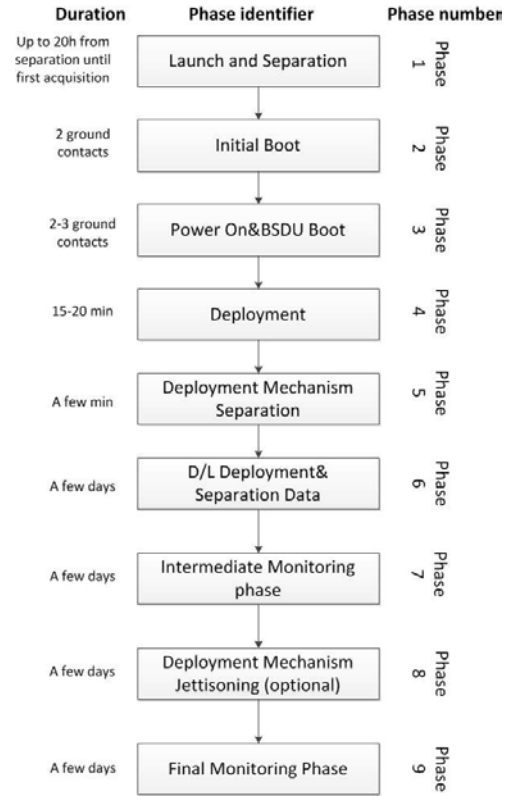 Duration Phase identifier Phase number
Up to 20h from
separation until
first acquisition
Launch and Separation
Phase
1
2 ground
contacts
Initial Boot
Phase
2
2-3 ground
contacts
Power On&BSDU Boot
Phase
3
15-20 min
Deployment
Phase
4
A few min
Deployment Mechanism
Separation
Phase
5
A few days
D/L Deployment&
Separation Data
Phase
6
A few days
Intermediate Monitoring
phase
Phase
7
A few days
Deployment Mechanism
Jettisoning (optional)
Phase
8
A few days
Final Monitoring Phase
Phase
9